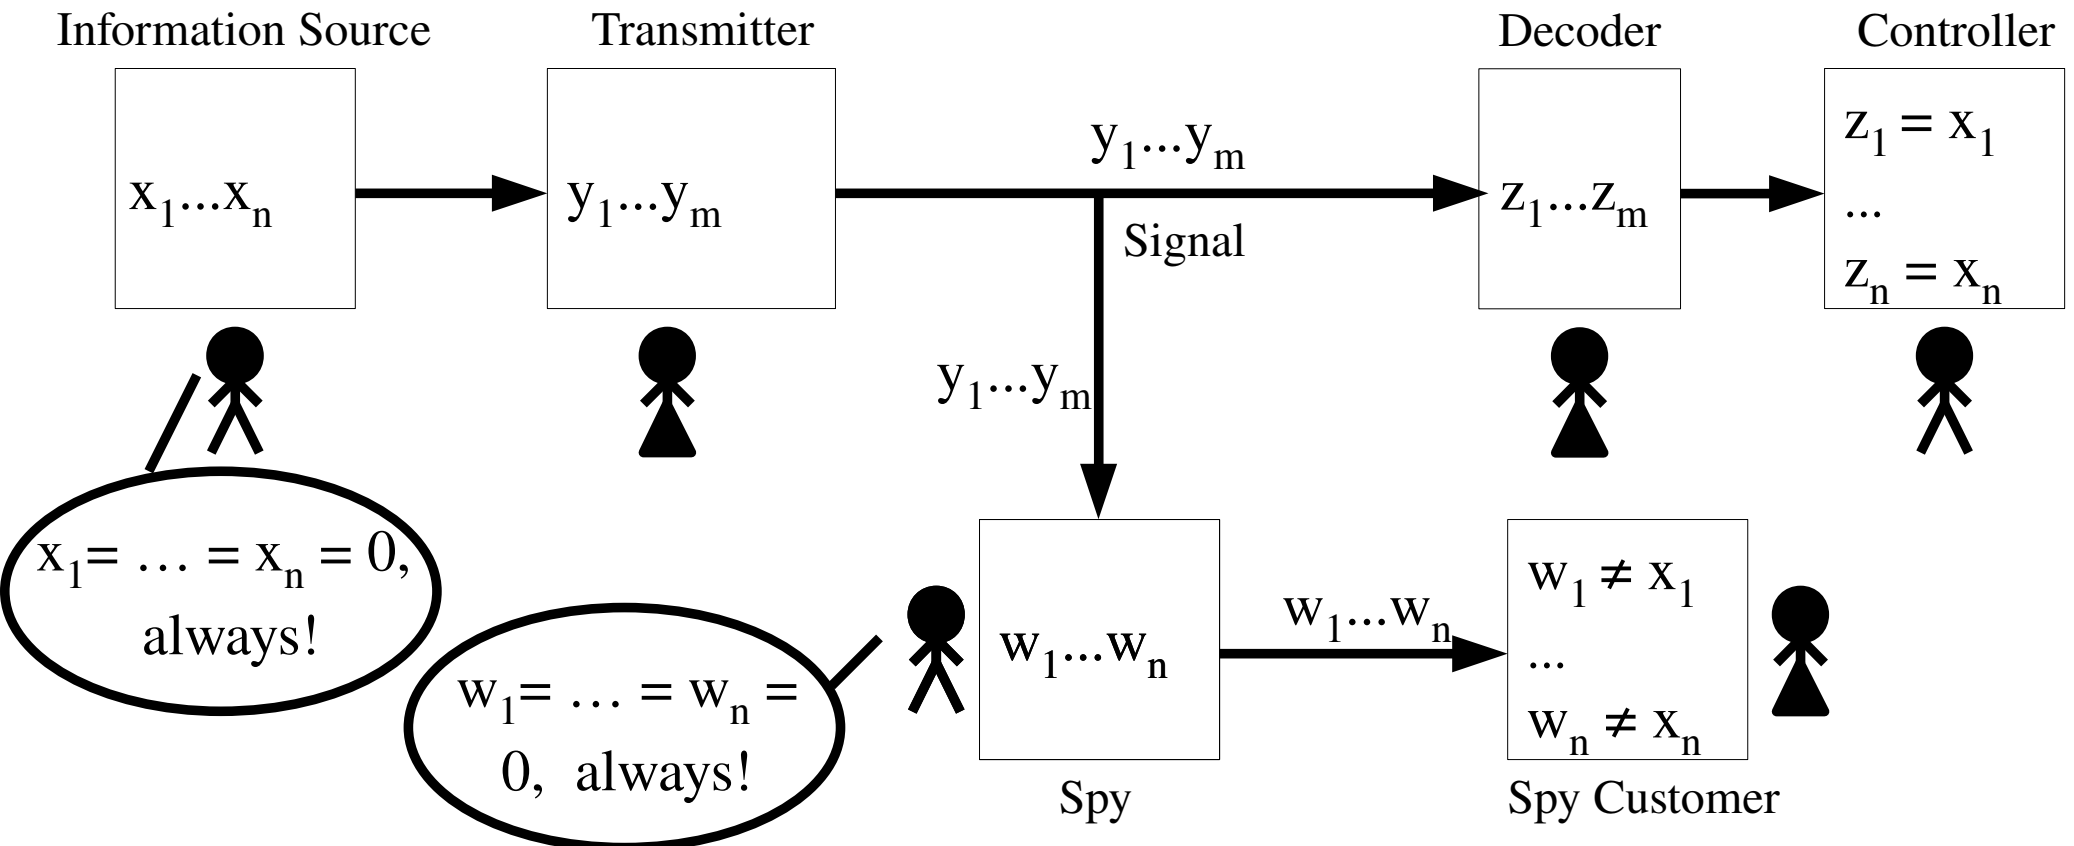 Information Source
Transmitter
Decoder
Controller
x₁...xₙ
y₁...yₘ
y₁...yₘ
Signal
z₁...zₘ
z₁ = x₁
...
zₙ = xₙ
y₁...yₘ
x₁= … = xₙ = 0,
always!
w₁= … = wₙ =
0, always!
w₁...wₙ
w₁...wₙ
w₁ ≠ x₁
...
wₙ ≠ xₙ
Spy
Spy Customer